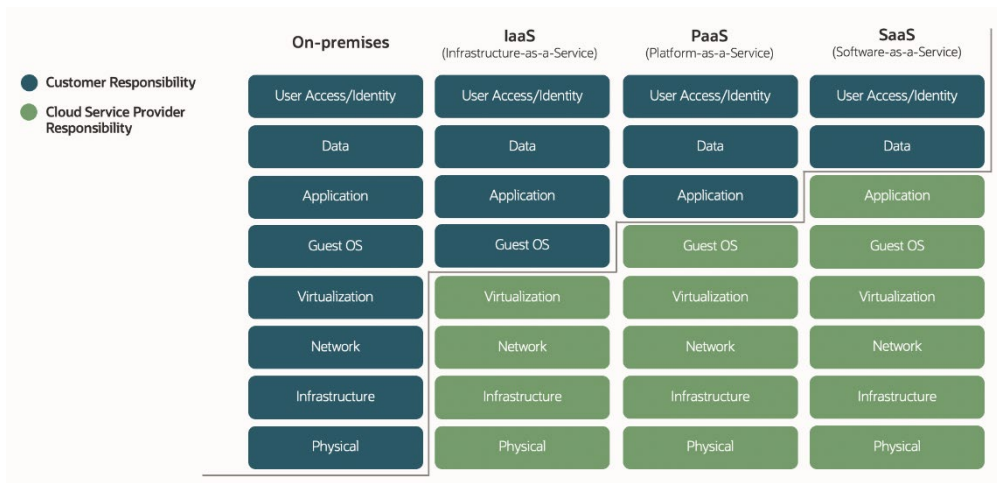 On-premises
IaaS
(Infrastructure-as-a-Service)
PaaS
(Platform-as-a-Service)
SaaS
(Software-as-a-Service)
Customer Responsibility
Cloud Service Provider
Responsibility
User Access/Identity
User Access/Identity
User Access/Identity
User Access/Identity
Data
Data
Data
Data
Application
Application
Application
Application
Guest OS
Guest OS
Guest OS
Guest OS
Virtualization
Virtualization
Virtualization
Virtualization
Network
Network
Network
Network
Infrastructure
Infrastructure
Infrastructure
Infrastructure
Physical
Physical
Physical
Physical